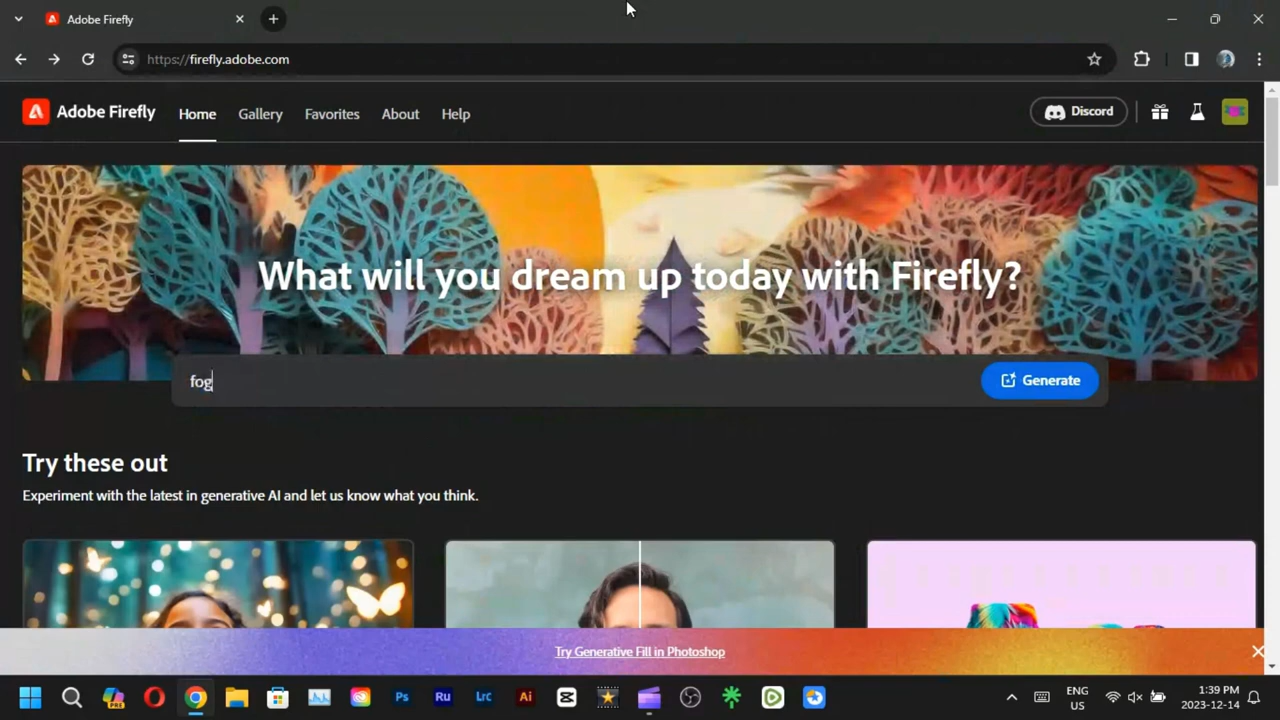 Adobe Firefly
https://firefly.adobe.com
Adobe Firefly
Home
Gallery
Favorites
About
Help
Discord
What will you dream up today with Firefly?
fog
Generate
Try these out
Experiment with the latest in generative AI and let us know what you think.
Try Generative Fill in Photoshop
PRE
Ps
Ru
Lrc
Ai
ENG
US
1:39 PM
2023-12-14